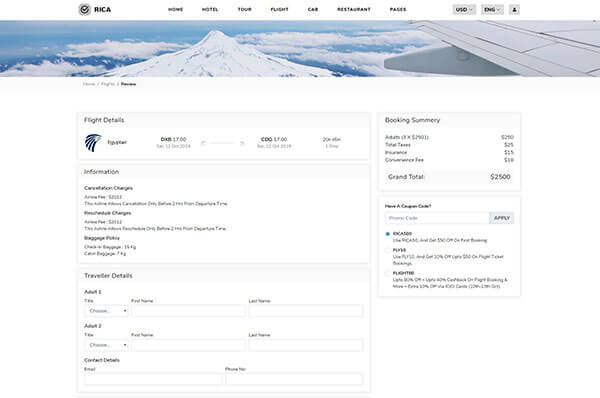 RICA
HOME HOTEL TOUR FLIGHT CAB RESTAURANT PAGES
USD ENG
Home / Flights / Review
Flight Details
Egyptair
DXB 17:00
Sat, 12 Oct 2019
CDG 17:00
Sat, 12 Oct 2019
20h 45m
1 Stop
Information
Cancellation Charges
Airline Fee : $2013
This Airline Allows Cancellation Only Before 2 Hrs From Departure Time.
Reschedule Charges
Airline Fee : $2012
This Airline Allows Reschedule Only Before 2 Hrs From Departure Time.
Baggage Policy
Check-In Baggage : 15 Kg
Cabin Baggage : 7 Kg
Traveller Details
Adult 1
Title First Name Last Name
Choose...
Adult 2
Title First Name Last Name
Choose...
Contact Details
Email Phone No:
Booking Summery
Adults (3 X $2501): $250
Total Taxes $25
Insurance $15
Convenience Fee $18
Grand Total: $2500
Have A Coupon Code?
Promo Code APPLY
RICA500
Use RICA50, And Get $50 Off On First Booking
FLY10
Use FLY10, And Get 10% Off Upto $50 On Flight Ticket
Bookings.
FLIGHT80
Upto 80% Off + Upto 40% Cashback On Flight Booking &
More + Extra 10% Off Via ICICI Cards (10th-13th Oct)